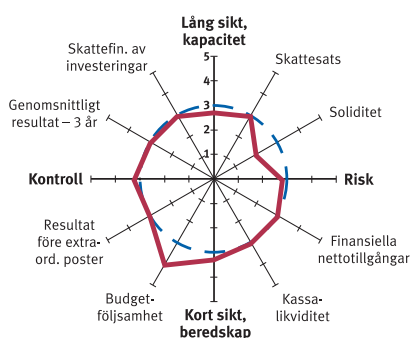 Lång sikt,
kapacitet
Skattefin. av
investeringar
Skattesats
Genomsnittligt
resultat – 3 år
Soliditet
5
4
3
2
1
Kontroll
Risk
Resultat
före extra-
ord. poster
Finansiella
nettotillgångar
Budget-
följsamhet
Kassa-
likviditet
Kort sikt,
beredskap